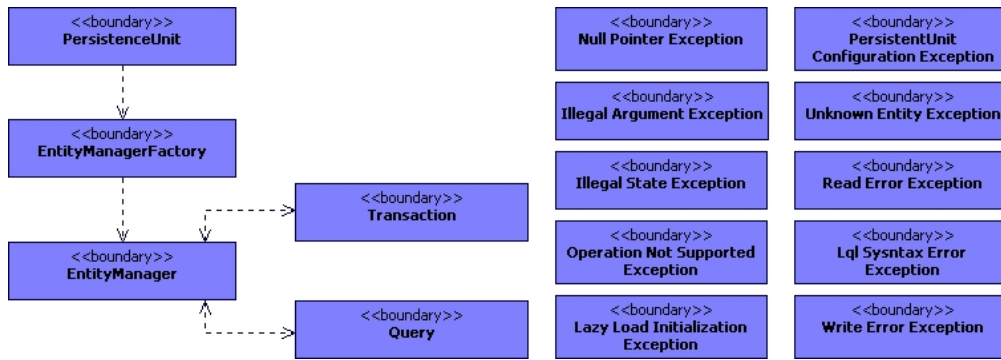 <<boundary>>
PersistenceUnit
<<boundary>>
EntityManagerFactory
<<boundary>>
EntityManager
<<boundary>>
Transaction
<<boundary>>
Query
<<boundary>>
Null Pointer Exception
<<boundary>>
Illegal Argument Exception
<<boundary>>
Illegal State Exception
<<boundary>>
Operation Not Supported
Exception
<<boundary>>
Lazy Load Initialization
Exception
<<boundary>>
PersistentUnit
Configuration Exception
<<boundary>>
Unknown Entity Exception
<<boundary>>
Read Error Exception
<<boundary>>
Lql Sysntax Error
Exception
<<boundary>>
Write Error Exception